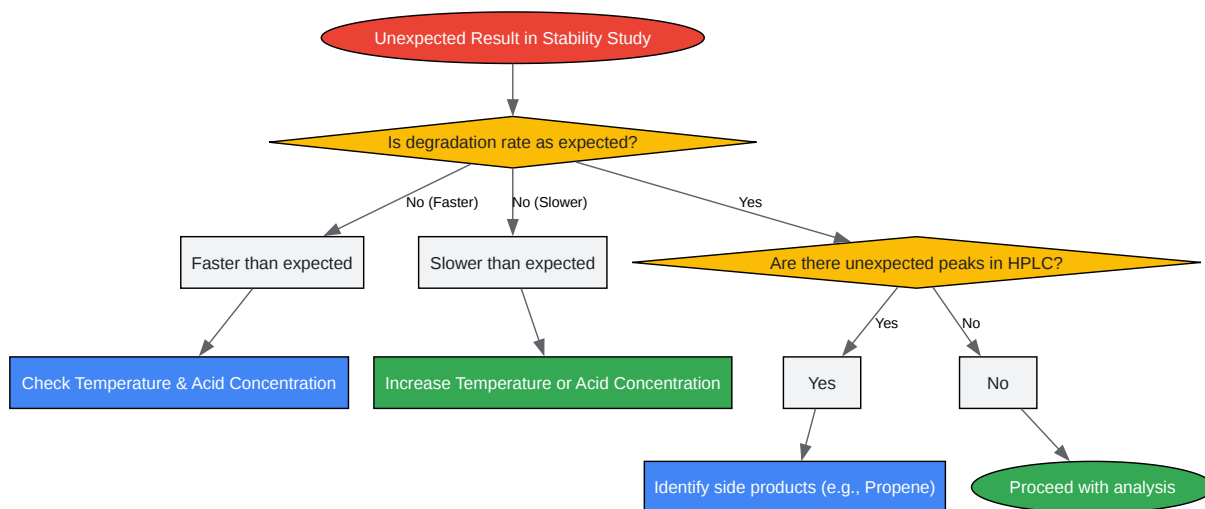 Unexpected Result in Stability Study
Is degradation rate as expected?
No (Faster)
No (Slower)
Yes
Faster than expected
Slower than expected
Are there unexpected peaks in HPLC?
Yes
No
Check Temperature & Acid Concentration
Increase Temperature or Acid Concentration
Yes
No
Identify side products (e.g., Propene)
Proceed with analysis